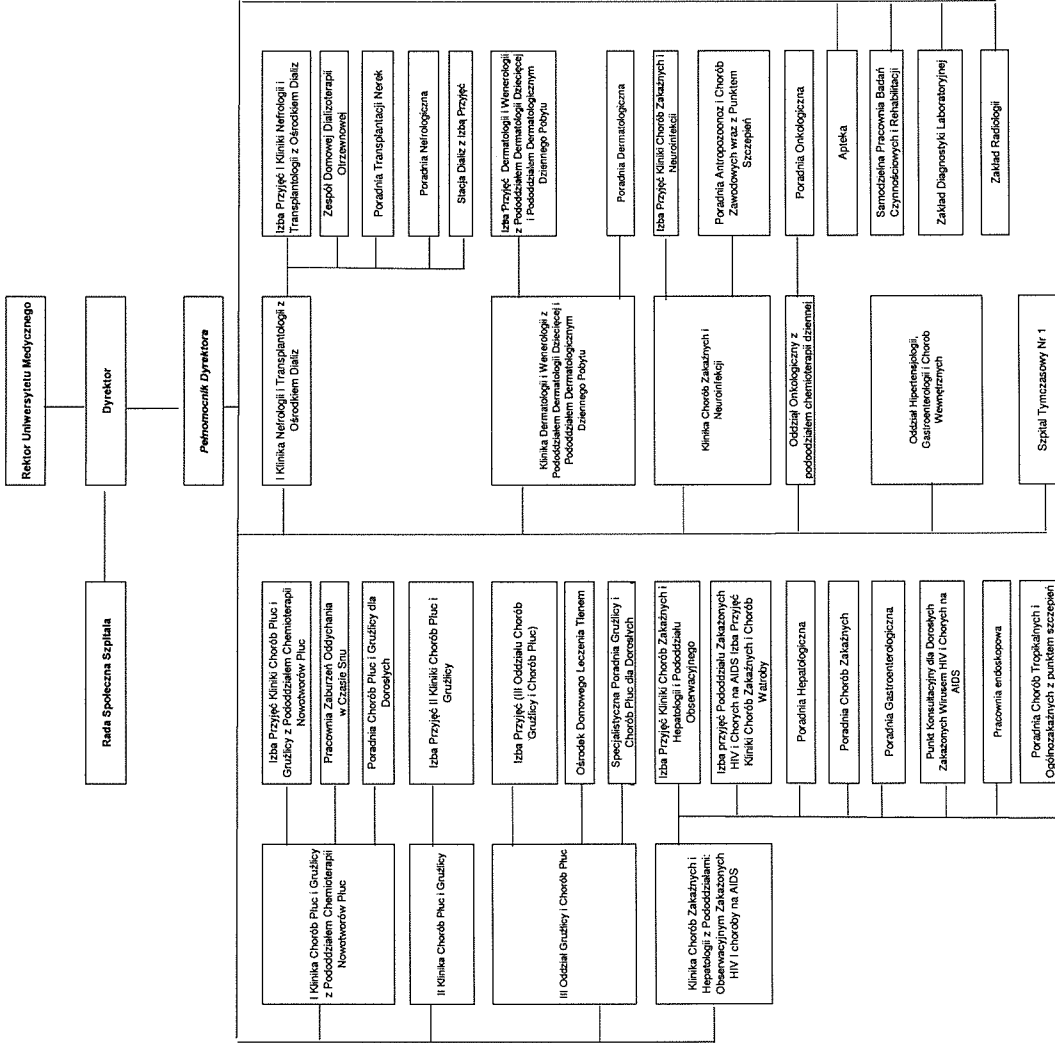 Rektor Uniwersytetu Medycznego
Dyrektor
Rada Społeczna Szpitala
Pełnomocnik Dyrektora
I Klinika Chorób Płuc i Gruźlicy
z Pododdziałem Chemioterapii
Nowotworów Płuc
Izba Przyjęć Kliniki Chorób Płuc i
Gruźlicy z Pododdziałem Chemioterapii
Nowotworów Płuc
Pracownia Zaburzeń Oddychania
w Czasie Snu
Poradnia Chorób Płuc i Gruźlicy dla
Dorosłych
II Klinika Chorób Płuc i Gruźlicy
Izba Przyjęć II Kliniki Chorób Płuc i
Gruźlicy
III Oddział Gruźlicy i Chorób Płuc
Izba Przyjęć (III Oddziału Chorób
Gruźlicy i Chorób Płuc)
Ośrodek Domowego Leczenia Tlenem
Specjalistyczna Poradnia Gruźlicy i
Chorób Płuc dla Dorosłych
Klinika Chorób Zakaźnych i
Hepatologii z Pododdziałami:
Obserwacyjnym Zakażonych
HIV i choroby na AIDS
Izba Przyjęć Kliniki Chorób Zakaźnych i
Hepatologii i Pododdziału
Obserwacyjnego
Izba przyjęć Pododdziału Zakażonych
HIV i Chorych na AIDS Izba Przyjęć
Kliniki Chorób Zakaźnych i Chorób
Wątroby
Poradnia Hepatologiczna
Poradnia Chorób Zakaźnych
Poradnia Gastroenterologiczna
Punkt Konsultacyjny dla Dorosłych
Zakażonych Wirusem HIV i Chorych na
AIDS
Pracownia endoskopowa
Poradnia Chorób Tropikalnych i
Ogólnozakaźnych z punktem szczepień
I Klinika Nefrologii i Transplantologii z
Ośrodkiem Dializ
Izba Przyjęć I Kliniki Nefrologii i
Transplantologii z Ośrodkiem Dializ
Zespół Domowej Dializoterapii
Otrzewnowej
Poradnia Transplantacji Nerek
Poradnia Nefrologiczna
Stacja Dializ z Izbą Przyjęć
Klinika Dermatologii i Wenerologii z
Pododdziałem Dermatologii Dziecięcej i
Pododdziałem Dermatologicznym
Dziennego Pobytu
Izba Przyjęć Dermatologii i Wenerologii
z Pododdziałem Dermatologii Dziecięcej
i Pododdziałem Dermatologicznym
Dziennego Pobytu
Poradnia Dermatologiczna
Klinika Chorób Zakaźnych i
Neuroinfekcji
Izba Przyjęć Kliniki Chorób Zakaźnych i
Neuroinfekcji
Poradnia Antropozoonoz i Chorób
Zawodowych wraz z Punktem
Szczepień
Oddział Onkologiczny z
pododdziałem chemioterapii dziennej
Poradnia Onkologiczna
Oddział Hipertensjologii,
Gastroenterologii i Chorób
Wewnętrznych
Szpital Tymczasowy Nr 1
Apteka
Samodzielna Pracownia Badań
Czynnościowych i Rehabilitacji
Zakład Diagnostyki Laboratoryjnej
Zakład Radiologii